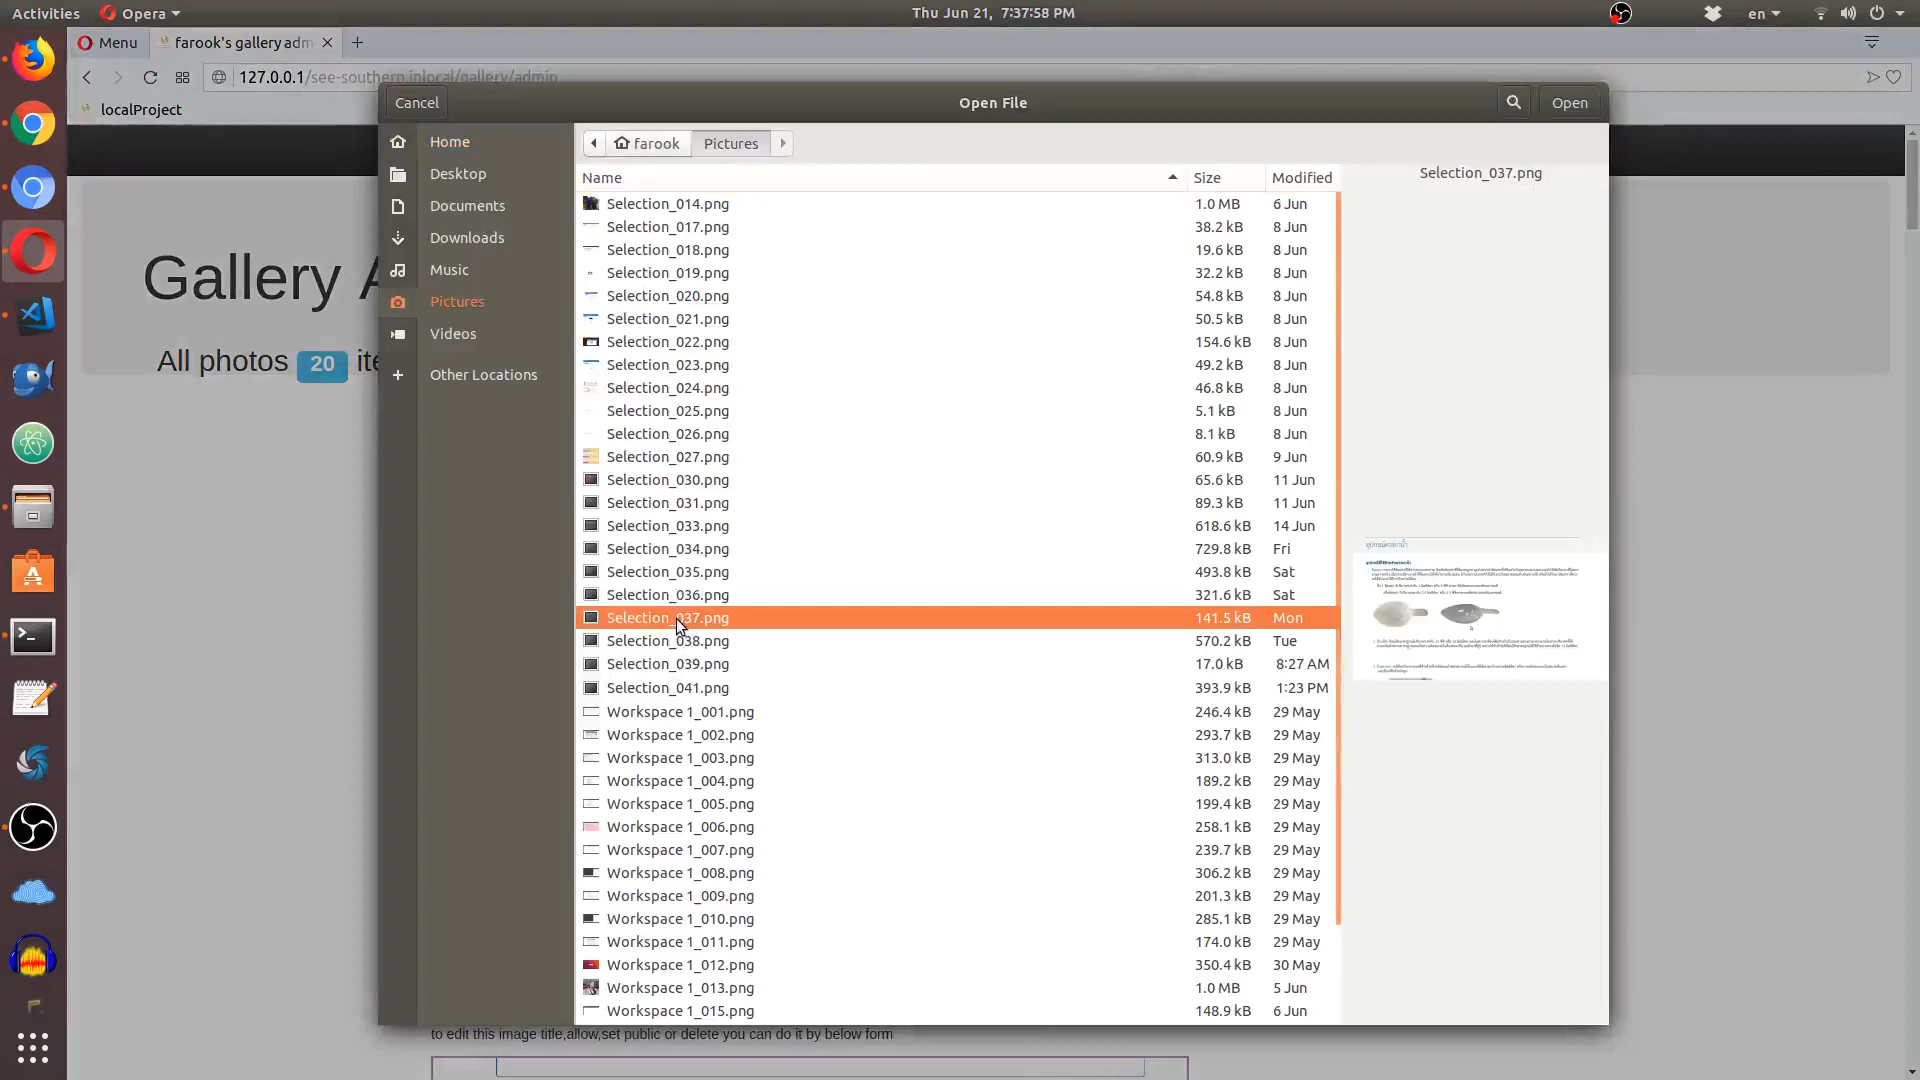 Activities
Opera
Thu Jun 21, 7:37:58 PM
en
Menu
farook's gallery adm
127.0.0.1/see-southern.inlocal/gallery/admin
localProject
Gallery A
All photos 20 ite
Cancel
Open File
Open
Home
Desktop
Documents
Downloads
Music
Pictures
Videos
Other Locations
farook
Pictures
Name Size Modified
Selection_014.png 1.0 MB 6 Jun
Selection_017.png 38.2 kB 8 Jun
Selection_018.png 19.6 kB 8 Jun
Selection_019.png 32.2 kB 8 Jun
Selection_020.png 54.8 kB 8 Jun
Selection_021.png 50.5 kB 8 Jun
Selection_022.png 154.6 kB 8 Jun
Selection_023.png 49.2 kB 8 Jun
Selection_024.png 46.8 kB 8 Jun
Selection_025.png 5.1 kB 8 Jun
Selection_026.png 8.1 kB 8 Jun
Selection_027.png 60.9 kB 9 Jun
Selection_030.png 65.6 kB 11 Jun
Selection_031.png 89.3 kB 11 Jun
Selection_033.png 618.6 kB 14 Jun
Selection_034.png 729.8 kB Fri
Selection_035.png 493.8 kB Sat
Selection_036.png 321.6 kB Sat
Selection_037.png 141.5 kB Mon
Selection_038.png 570.2 kB Tue
Selection_039.png 17.0 kB 8:27 AM
Selection_041.png 393.9 kB 1:23 PM
Workspace 1_001.png 246.4 kB 29 May
Workspace 1_002.png 293.7 kB 29 May
Workspace 1_003.png 313.0 kB 29 May
Workspace 1_004.png 189.2 kB 29 May
Workspace 1_005.png 199.4 kB 29 May
Workspace 1_006.png 258.1 kB 29 May
Workspace 1_007.png 239.7 kB 29 May
Workspace 1_008.png 306.2 kB 29 May
Workspace 1_009.png 201.3 kB 29 May
Workspace 1_010.png 285.1 kB 29 May
Workspace 1_011.png 174.0 kB 29 May
Workspace 1_012.png 350.4 kB 30 May
Workspace 1_013.png 1.0 MB 5 Jun
Workspace 1_015.png 148.9 kB 6 Jun
Selection_037.png
to edit this image title,allow,set public or delete you can do it by below form